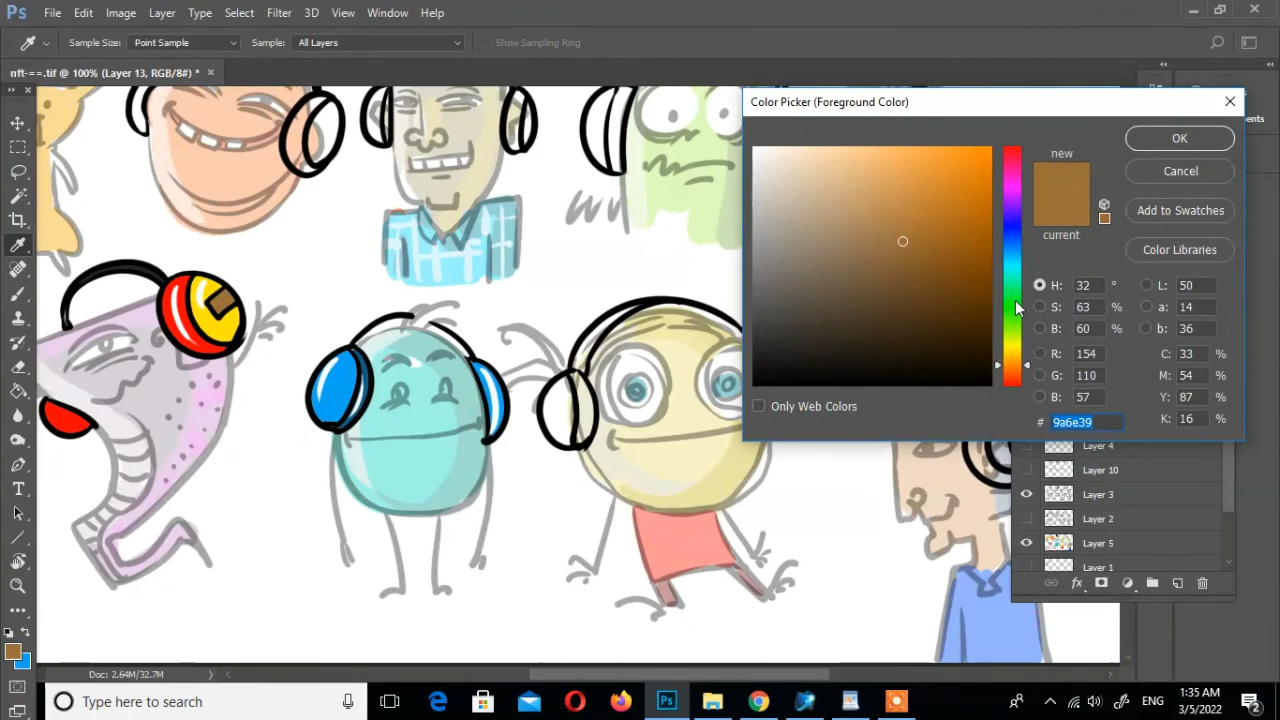 Ps File Edit Image Layer Type Select Filter 3D View Window Help
Sample Size: Point Sample Sample: All Layers Show Sampling Ring
nft-==.tif @ 100% (Layer 13, RGB/8#) * ×
Color Picker (Foreground Color)
new
current
OK
Cancel
Add to Swatches
Color Libraries
H: 32 ° L: 50
S: 63 % a: 14
B: 60 % b: 36
R: 154 C: 33 %
G: 110 M: 54 %
B: 57 Y: 87 %
# 9a6e39 K: 16 %
Only Web Colors
ents
Layer 4
Layer 10
Layer 3
Layer 2
Layer 5
Layer 1
fx
Doc: 2.64M/32.7M
Type here to search
Ps
ENG
1:35 AM
3/5/2022
2